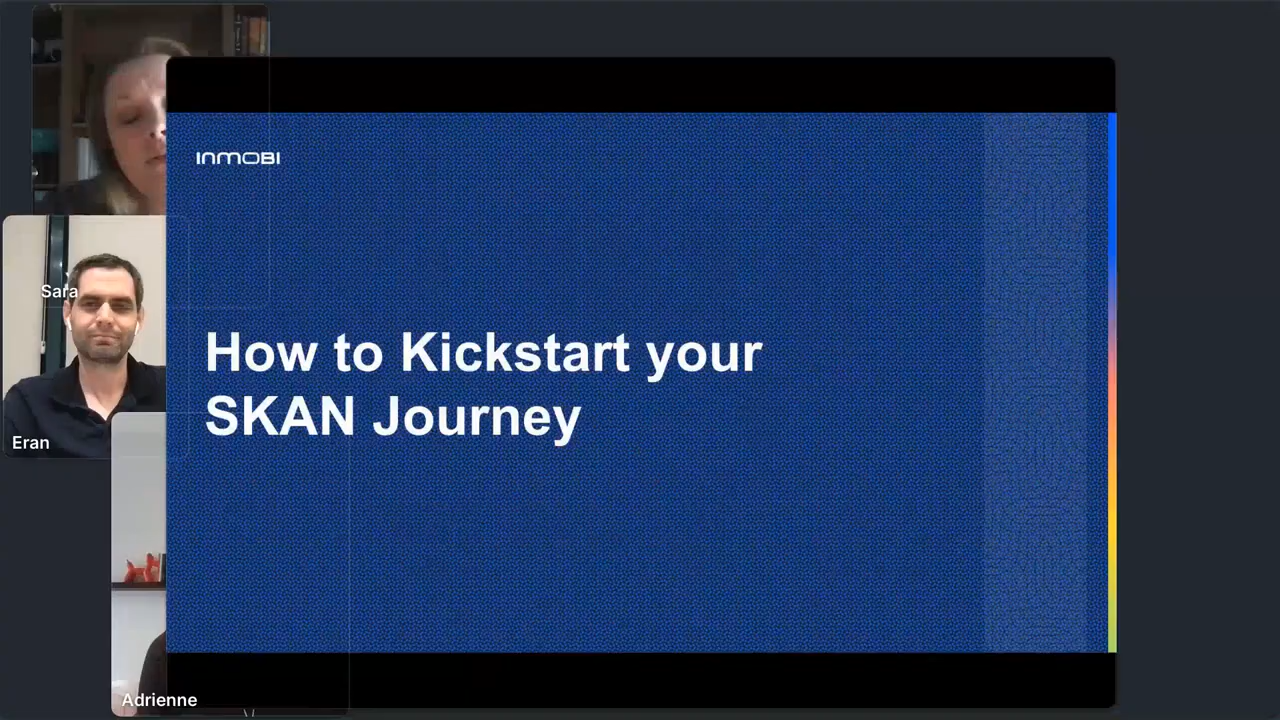 INMOBI
How to Kickstart your
SKAN Journey
Sara
Eran
Adrienne